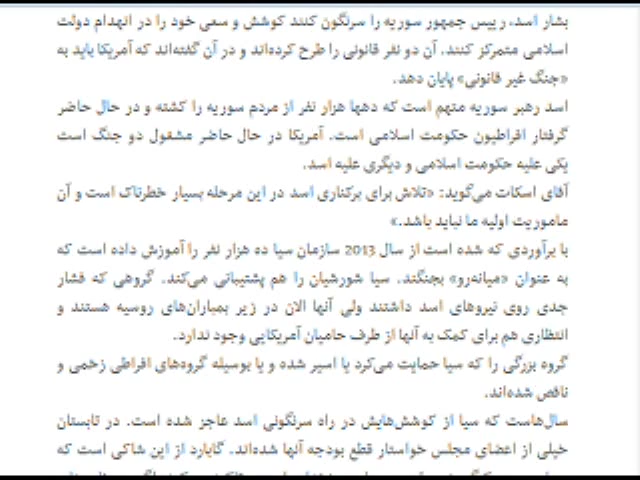 بشار اسد، رییس جمهور سوریه را سرنگون کنند کوشش و سعی خود را در انهدام دولت
اسلامی متمرکز کنند. آن دو نفر قانونی را طرح کرده‌اند و در آن گفته‌اند که آمریکا باید به
«جنگ غیر قانونی» پایان دهد.
اسد رهبر سوریه متهم است که دهها هزار نفر از مردم سوریه را کشته و در حال حاضر
گرفتار افراطیون حکومت اسلامی است. آمریکا در حال حاضر مشغول دو جنگ است
یکی علیه حکومت اسلامی و دیگری علیه اسد.
آقای اسکات می‌گوید: «تلاش برای برکناری اسد در این مرحله بسیار خطرناک است و آن
ماموریت اولیه ما نباید باشد.»
با برآوردی که شده است از سال 2013 سازمان سیا ده هزار نفر را آموزش داده است که
به عنوان «میانه‌رو» بجنگند. سیا شورشیان را هم پشتیبانی می‌کند. گروهی که فشار
جدی روی نیروهای اسد داشتند ولی آنها الان در زیر بمباران‌های روسیه هستند و
انتظاری هم برای کمک به آنها از طرف حامیان آمریکایی وجود ندارد.
گروه بزرگی را که سیا حمایت می‌کرد یا اسیر شده و یا بوسیله گروه‌های افراطی زخمی و
ناقص شده‌اند.
سال‌هاست که سیا از کوشش‌هایش در راه سرنگونی اسد عاجز شده است. در تابستان
خیلی از اعضای مجلس خواستار قطع بودجه آنها شده‌اند. گابارد از این شاکی است که